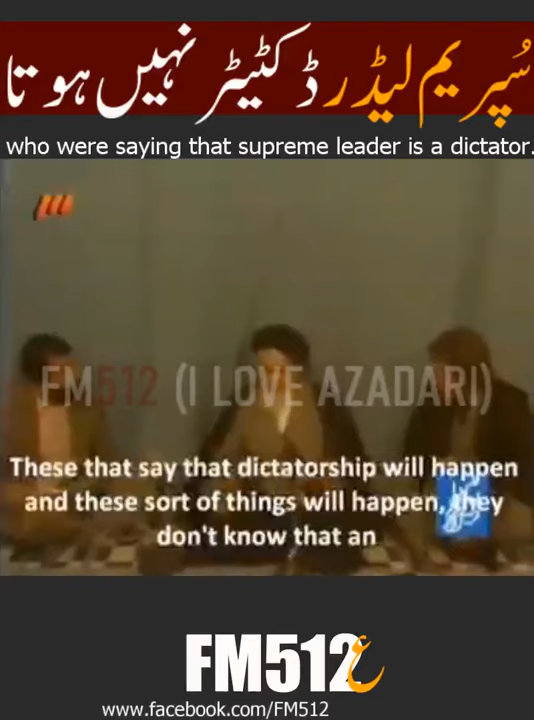 سُپریم لیڈر ڈکٹیٹر نہیں ہوتا
who were saying that supreme leader is a dictator.
FM512 (I LOVE AZADARI)
These that say that dictatorship will happen
and these sort of things will happen, they
don't know that an
FM512 ع
www.facebook.com/FM512